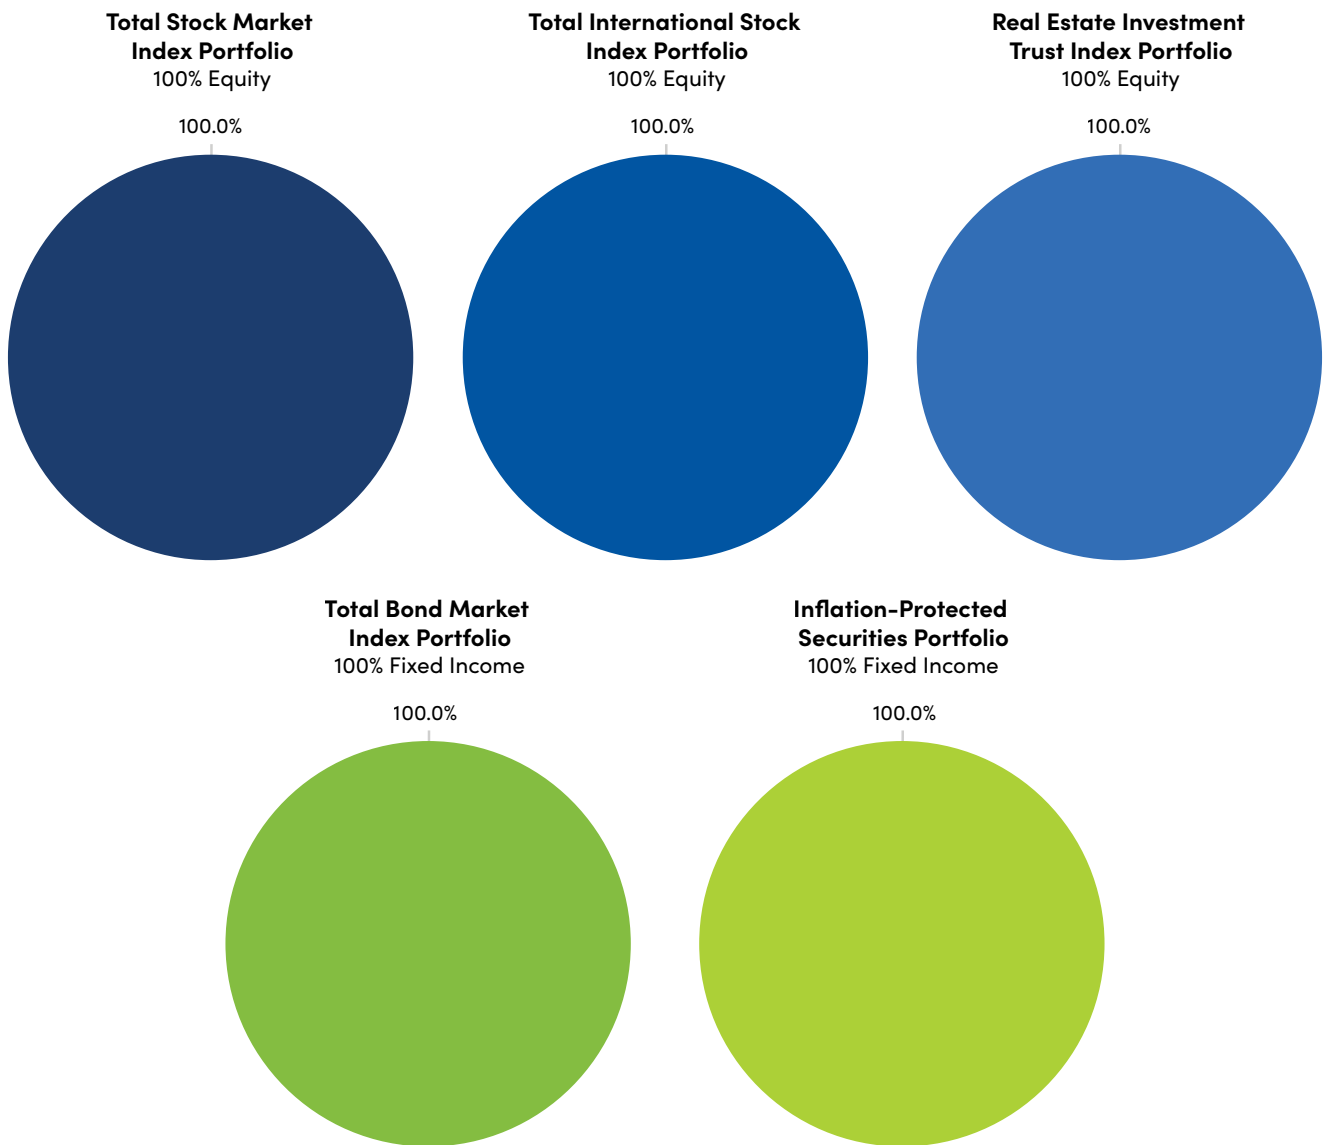 Total Stock Market
Index Portfolio
100% Equity
100.0%
Total International Stock
Index Portfolio
100% Equity
100.0%
Real Estate Investment
Trust Index Portfolio
100% Equity
100.0%
Total Bond Market
Index Portfolio
100% Fixed Income
100.0%
Inflation-Protected
Securities Portfolio
100% Fixed Income
100.0%